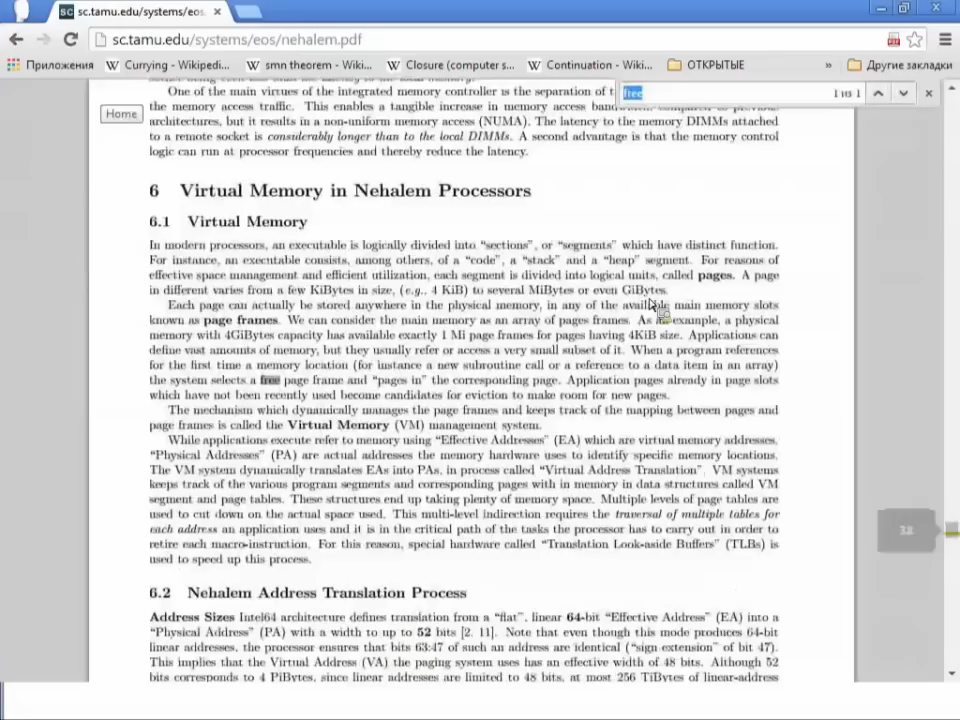 sc.tamu.edu/systems/eos
sc.tamu.edu/systems/eos/nehalem.pdf
Приложения Currying - Wikipedi... smn theorem - Wiki... Closure (computer s... Continuation - Wiki... ОТКРЫТЫЕ » Другие закладки
free 1 из 1
Home
One of the main virtues of the integrated memory controller is the separation of t
the memory access traffic. This enables a tangible increase in memory access
architectures, but it results in a non-uniform memory access (NUMA). The latency to the memory DIMMs attached
to a remote socket is considerably longer than to the local DIMMs. A second advantage is that the memory control
logic can run at processor frequencies and thereby reduce the latency.
6 Virtual Memory in Nehalem Processors
6.1 Virtual Memory
In modern processors, an executable is logically divided into “sections”, or “segments” which have distinct function.
For instance, an executable consists, among others, of a “code”, a “stack” and a “heap” segment. For reasons of
effective space management and efficient utilization, each segment is divided into logical units, called pages. A page
in different varies from a few KiBytes in size, (e.g., 4 KiB) to several MiBytes or even GiBytes.
Each page can actually be stored anywhere in the physical memory, in any of the available main memory slots
known as page frames. We can consider the main memory as an array of pages frames. As an example, a physical
memory with 4GiBytes capacity has available exactly 1 Mi page frames for pages having 4KiB size. Applications can
define vast amounts of memory, but they usually refer or access a very small subset of it. When a program references
for the first time a memory location (for instance a new subroutine call or a reference to a data item in an array)
the system selects a free page frame and “pages in” the corresponding page. Application pages already in page slots
which have not been recently used become candidates for eviction to make room for new pages.
The mechanism which dynamically manages the page frames and keeps track of the mapping between pages and
page frames is called the Virtual Memory (VM) management system.
While applications execute refer to memory using “Effective Addresses” (EA) which are virtual memory addresses,
“Physical Addresses” (PA) are actual addresses the memory hardware uses to identify specific memory locations.
The VM system dynamically translates EAs into PAs, in process called “Virtual Address Translation”. VM systems
keeps track of the various program segments and corresponding pages with in memory in data structures called VM
segment and page tables. These structures end up taking plenty of memory space. Multiple levels of page tables are
used to cut down on the actual space used. This multi-level indirection requires the traversal of multiple tables for
each address an application uses and it is in the critical path of the tasks the processor has to carry out in order to
retire each macro-instruction. For this reason, special hardware called “Translation Look-aside Buffers” (TLBs) is
used to speed up this process.
38
6.2 Nehalem Address Translation Process
Address Sizes Intel64 architecture defines translation from a “flat”, linear 64-bit “Effective Address” (EA) into a
“Physical Address” (PA) with a width to up to 52 bits [2, 11]. Note that even though this mode produces 64-bit
linear addresses, the processor ensures that bits 63:47 of such an address are identical (“sign extension” of bit 47).
This implies that the Virtual Address (VA) the paging system uses has an effective width of 48 bits. Although 52
bits corresponds to 4 PiBytes, since linear addresses are limited to 48 bits, at most 256 TiBytes of linear-address